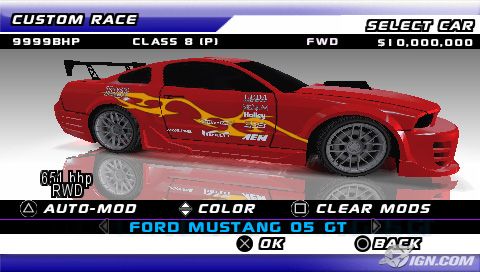 CUSTOM RACE
SELECT CAR
9999BHP CLASS 8 (P) FWD $10,000,000
Holley
AEM
651 bhp
RWD
AUTO-MOD COLOR CLEAR MODS
FORD MUSTANG 05 GT
OK BACK
IGN.COM